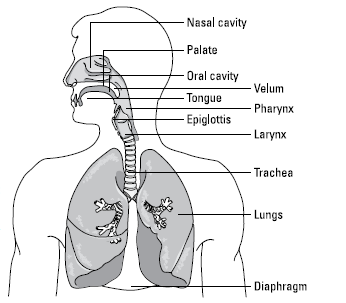 Nasal cavity
Palate
Oral cavity
Velum
Tongue
Pharynx
Epiglottis
Larynx
Trachea
Lungs
Diaphragm